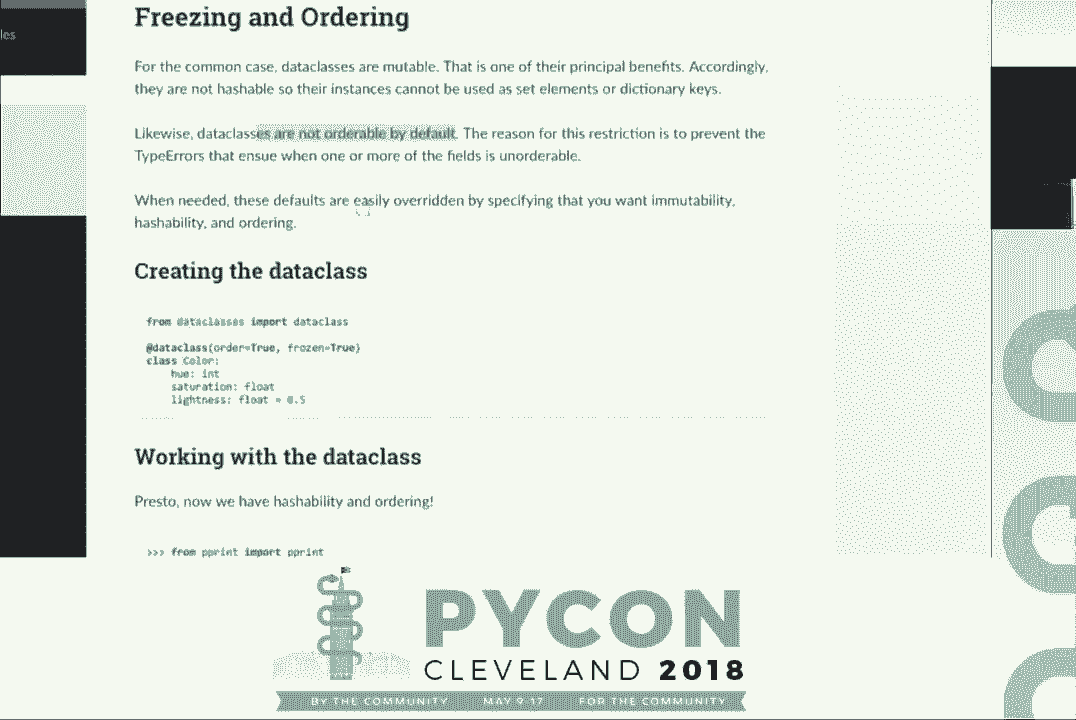 les
Freezing and Ordering
For the common case, dataclasses are mutable. That is one of their principal benefits. Accordingly,
they are not hashable so their instances cannot be used as set elements or dictionary keys.
Likewise, dataclasses are not orderable by default. The reason for this restriction is to prevent the
TypeErrors that ensue when one or more of the fields is unorderable.
When needed, these defaults are easily overridden by specifying that you want immutability,
hashability, and ordering.
Creating the dataclass
from dataclasses import dataclass
@dataclass(order=True, frozen=True)
class Color:
hue: int
saturation: float
lightness: float = 0.5
Working with the dataclass
Presto, now we have hashability and ordering!
>>> from pprint import pprint
PYCON
CLEVELAND 2018
BY THE COMMUNITY MAY 9-17 FOR THE COMMUNITY